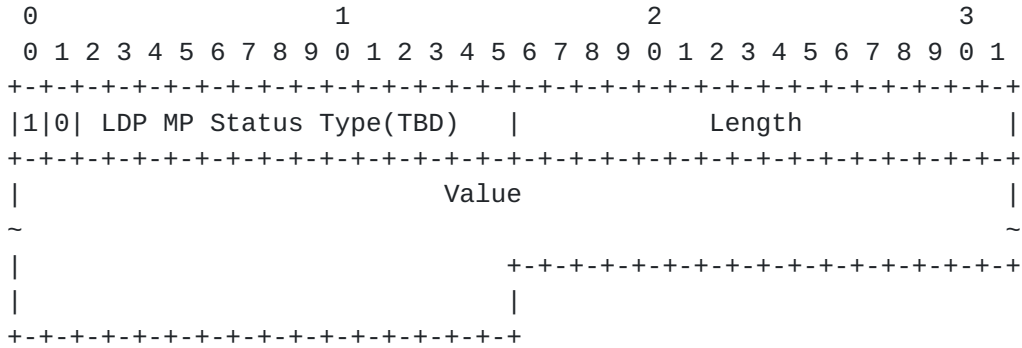 0                   1                   2                   3
 0 1 2 3 4 5 6 7 8 9 0 1 2 3 4 5 6 7 8 9 0 1 2 3 4 5 6 7 8 9 0 1
+-+-+-+-+-+-+-+-+-+-+-+-+-+-+-+-+-+-+-+-+-+-+-+-+-+-+-+-+-+-+-+-+
|1|0| LDP MP Status Type(TBD)   |            Length             |
+-+-+-+-+-+-+-+-+-+-+-+-+-+-+-+-+-+-+-+-+-+-+-+-+-+-+-+-+-+-+-+-+
|                           Value                               |
~                                                               ~
|                               +-+-+-+-+-+-+-+-+-+-+-+-+-+-+-+-+
|                               |
+-+-+-+-+-+-+-+-+-+-+-+-+-+-+-+-+